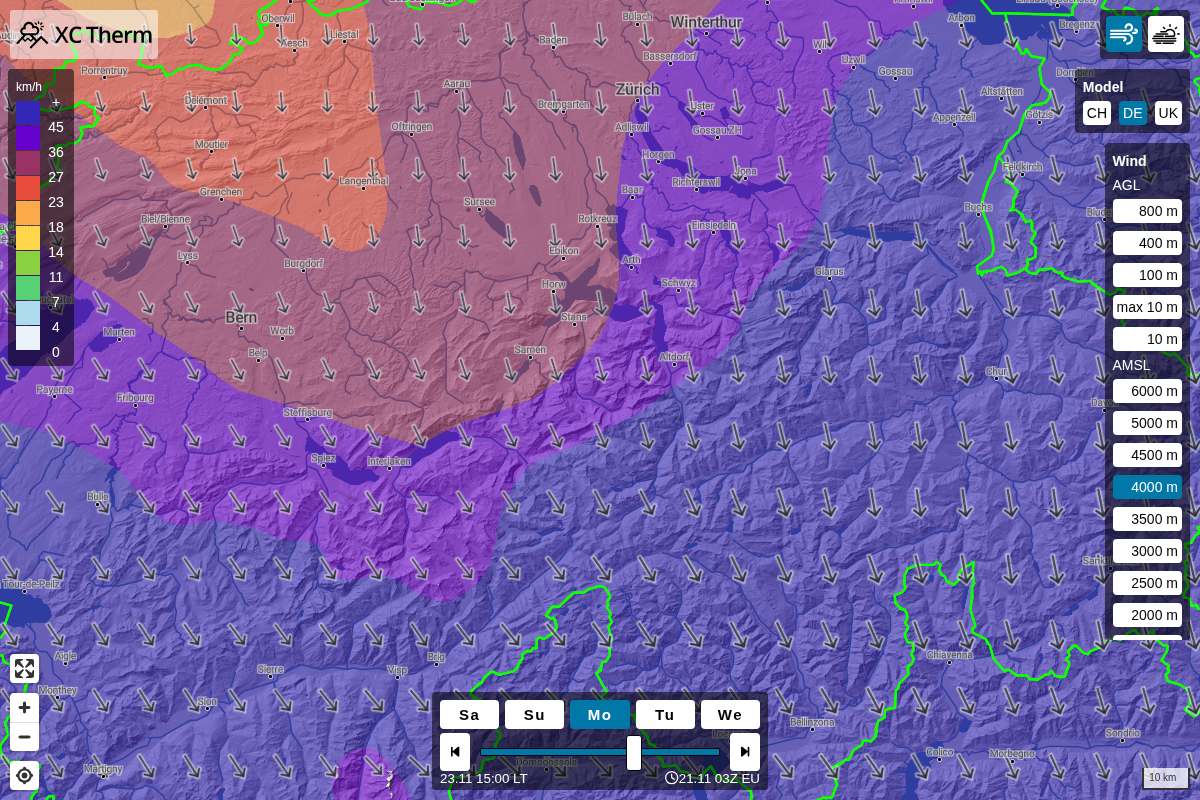 XC Therm
km/h
+
45
36
27
23
18
14
11
7
4
0
Model
CH
DE
UK
Wind
AGL
800 m
400 m
100 m
max 10 m
10 m
AMSL
6000 m
5000 m
4500 m
4000 m
3500 m
3000 m
2500 m
2000 m
Oberwil
Aesch
Liestal
Porrentruy
Delémont
Moutier
Grenchen
Biel/Bienne
Lyss
Burgdorf
Langenthal
Oftringen
Aarau
Baden
Bremgarten
Bülach
Winterthur
Bassersdorf
Zürich
Uster
Adliswil
Gossau ZH
Horgen
Richterswil
Jona
Baar
Sursee
Rotkreuz
Ebikon
Einsiedeln
Arth
Horw
Schwyz
Stans
Sarnen
Altdorf
Glarus
Wil
Uzwil
Gossau
Arbon
Bregenz
Dornbirn
Altstätten
Götzis
Appenzell
Feldkirch
Buchs
Chur
Bern
Worb
Belp
Murten
Payerne
Fribourg
Steffisburg
Spiez
Interlaken
Bulle
Tour-de-Peilz
Aigle
Monthey
Sierre
Sion
Visp
Brig
Martigny
Domodossola
Bellinzona
Chiavenna
Colico
Morbegno
Sondrio
Sa
Su
Mo
Tu
We
23.11 15:00 LT
21.11 03Z EU
10 km